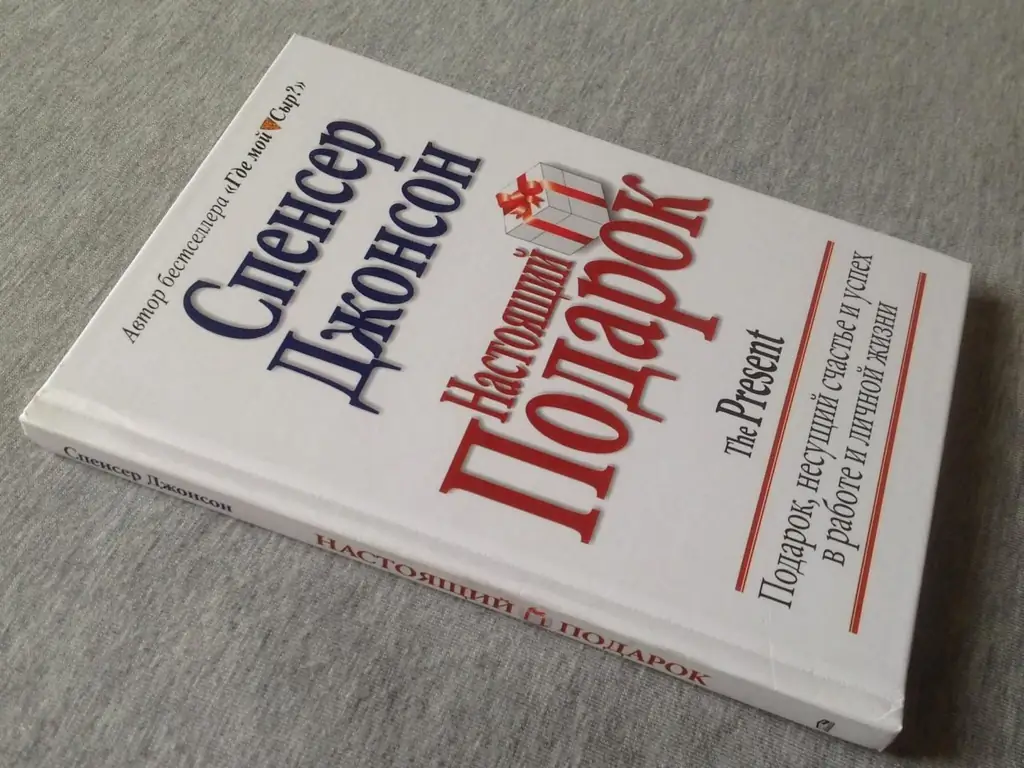 Автор бестселлера «Где мой Сыр?»
Спенсер
Джонсон
Настоящий
Подарок
The Present
Подарок, несущий счастье и успех
в работе и личной жизни
Спенсер Джонсон
НАСТОЯЩИЙ ПОДАРОК